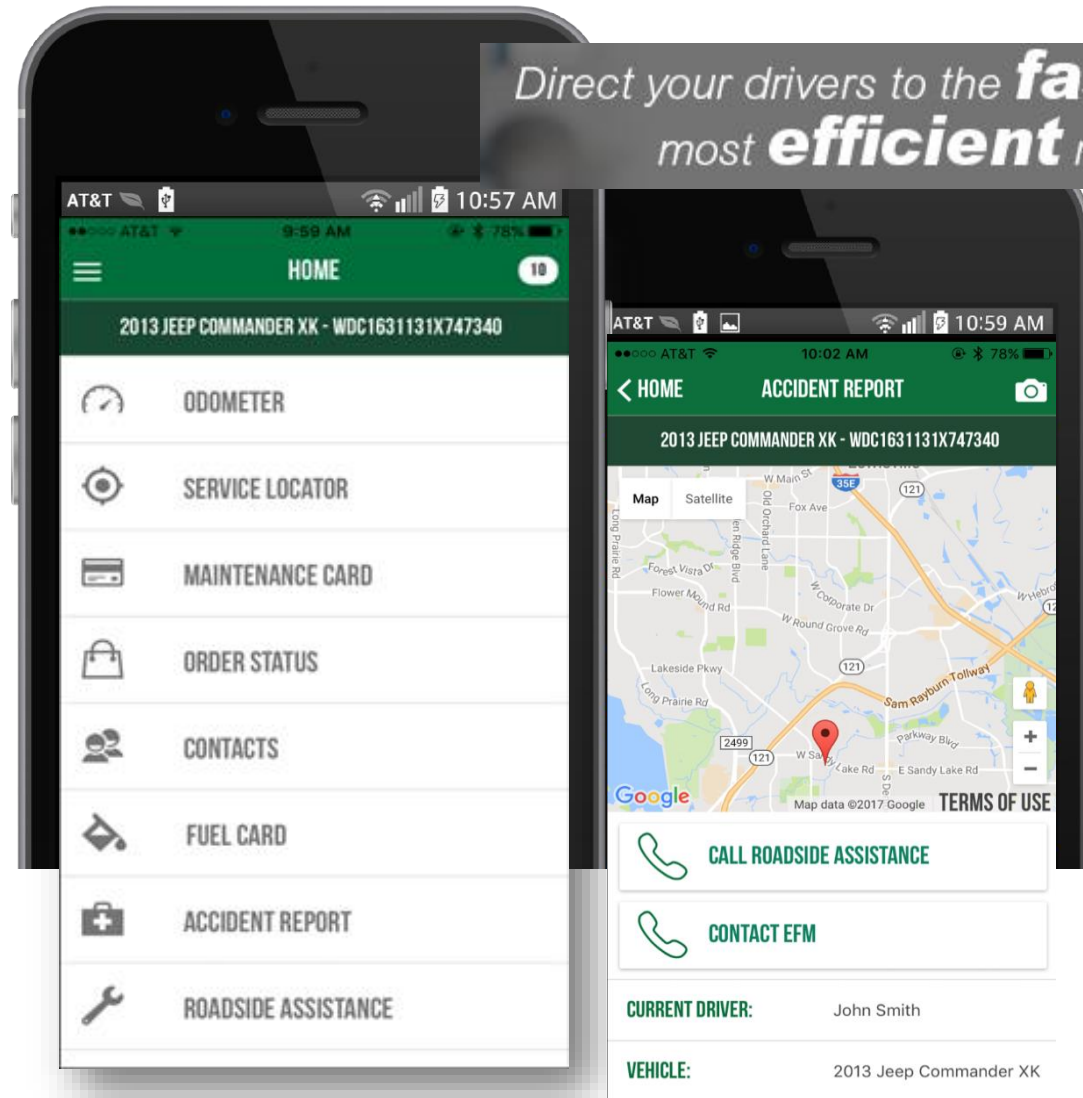 Direct your drivers to the
most efficient
AT&T 10:57 AM
AT&T 9:59 AM 78%
HOME 10
2013 JEEP COMMANDER XK - WDC1631131X747340
ODOMETER
SERVICE LOCATOR
MAINTENANCE CARD
ORDER STATUS
CONTACTS
FUEL CARD
ACCIDENT REPORT
ROADSIDE ASSISTANCE
AT&T 10:59 AM
AT&T 10:02 AM 78%
HOME ACCIDENT REPORT
2013 JEEP COMMANDER XK - WDC1631131X747340
W Main St
35E
121
Map Satellite
Fox Ave
Old Orchard Lane
Long Prairie Rd
Forest Vista Dr
Flower Mound Rd
W Corporate Dr
W Round Grove Rd
Lakeside Pkwy
121
Long Prairie Rd
Sam Rayburn Tollway
2499
121
Parkway Blvd
W Sandy Lake Rd
E Sandy Lake Rd
+
−
Google
Map data ©2017 Google TERMS OF USE
CALL ROADSIDE ASSISTANCE
CONTACT EFM
CURRENT DRIVER: John Smith
VEHICLE: 2013 Jeep Commander XK